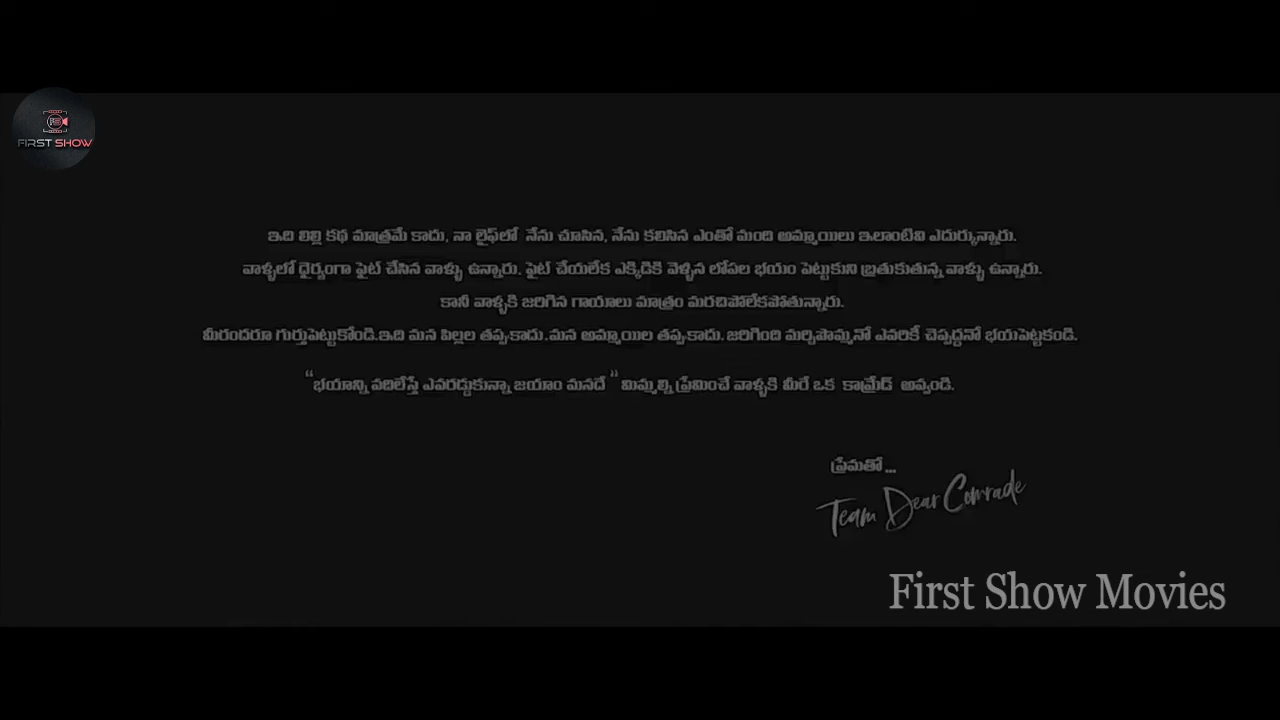 FIRST SHOW
ఇది లిల్లి కథ మాత్రమే కాదు, నా లైఫ్‌లో నేను చూసిన, నేను కలిసిన ఎంతో మంది అమ్మాయిలు ఇలాంటివి ఎదుర్కున్నారు.
వాళ్ళలో ధైర్యంగా ఫైట్ చేసిన వాళ్ళు ఉన్నారు. ఫైట్ చేయలేక ఎక్కిడికి వెళ్ళిన లోపల భయం పెట్టుకుని బ్రతుకుతున్న వాళ్ళు ఉన్నారు.
కానీ వాళ్ళకి జరిగిన గాయాలు మాత్రం మరచిపోలేకపోతున్నారు.
మీరందరూ గుర్తుపెట్టుకోండి.ఇది మన పిల్లల తప్పుకాదు.మన అమ్మాయిల తప్పుకాదు. జరిగింది మర్చిపొమ్మనో ఎవరికీ చెప్పద్దనో భయపెట్టకండి.
“భయాన్ని వదిలేస్తే ఎవరడ్డుకున్నా జయాం మనదే” మిమ్మల్ని ప్రేమించే వాళ్ళకి మీరే ఒక కామ్రేడ్ అవ్వండి.
ప్రేమతో...
Team Dear Comrade
First Show Movies